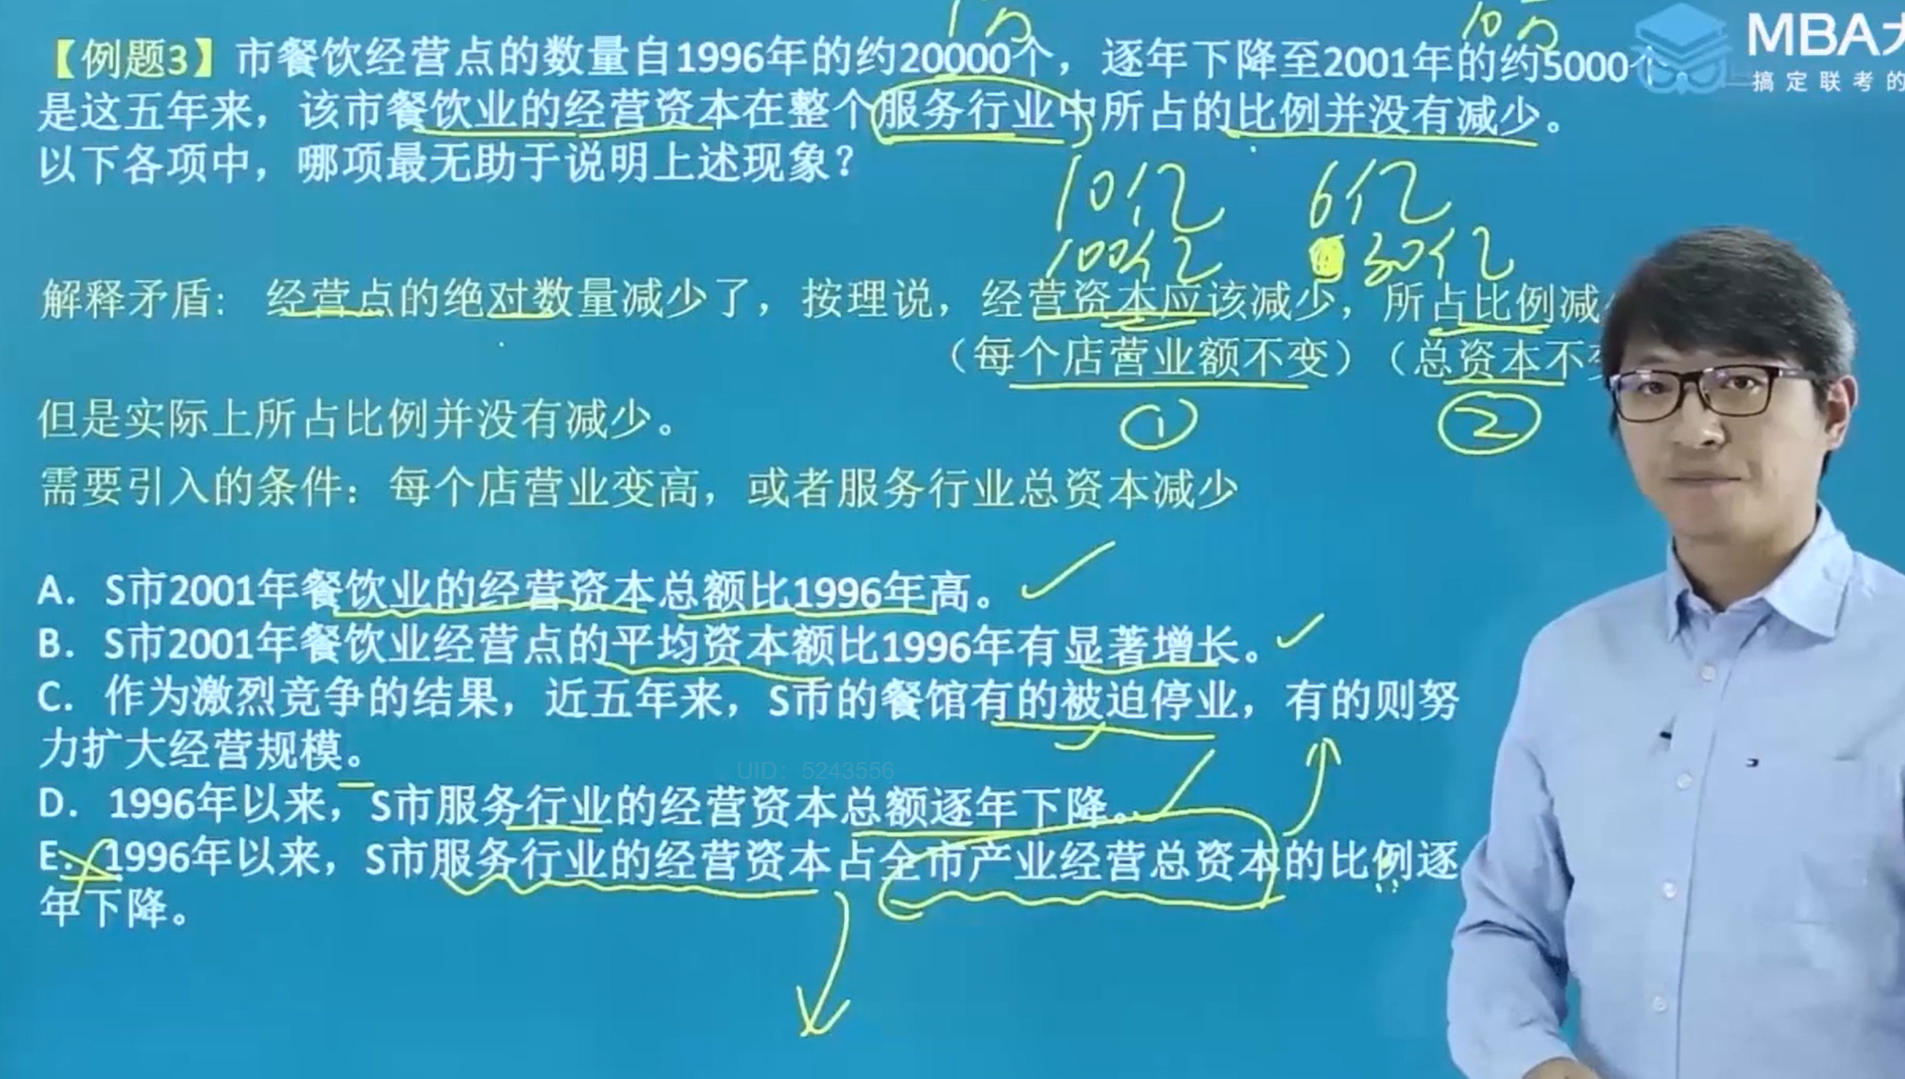 1万
10万
MBA大
搞定联考的
【例题3】市餐饮经营点的数量自1996年的约20000个，逐年下降至2001年的约5000个
是这五年来，该市餐饮业的经营资本在整个服务行业中所占的比例并没有减少。
以下各项中，哪项最无助于说明上述现象？
10亿 6亿
100亿 30亿
解释矛盾： 经营点的绝对数量减少了，按理说，经营资本应该减少，所占比例减
（每个店营业额不变）（总资本不
① ②
但是实际上所占比例并没有减少。
需要引入的条件：每个店营业变高，或者服务行业总资本减少
A．S市2001年餐饮业的经营资本总额比1996年高。
B．S市2001年餐饮业经营点的平均资本额比1996年有显著增长。
C．作为激烈竞争的结果，近五年来，S市的餐馆有的被迫停业，有的则努
力扩大经营规模。
UID：5243556
D．1996年以来，S市服务行业的经营资本总额逐年下降。
E．1996年以来，S市服务行业的经营资本占全市产业经营总资本的比例逐
年下降。